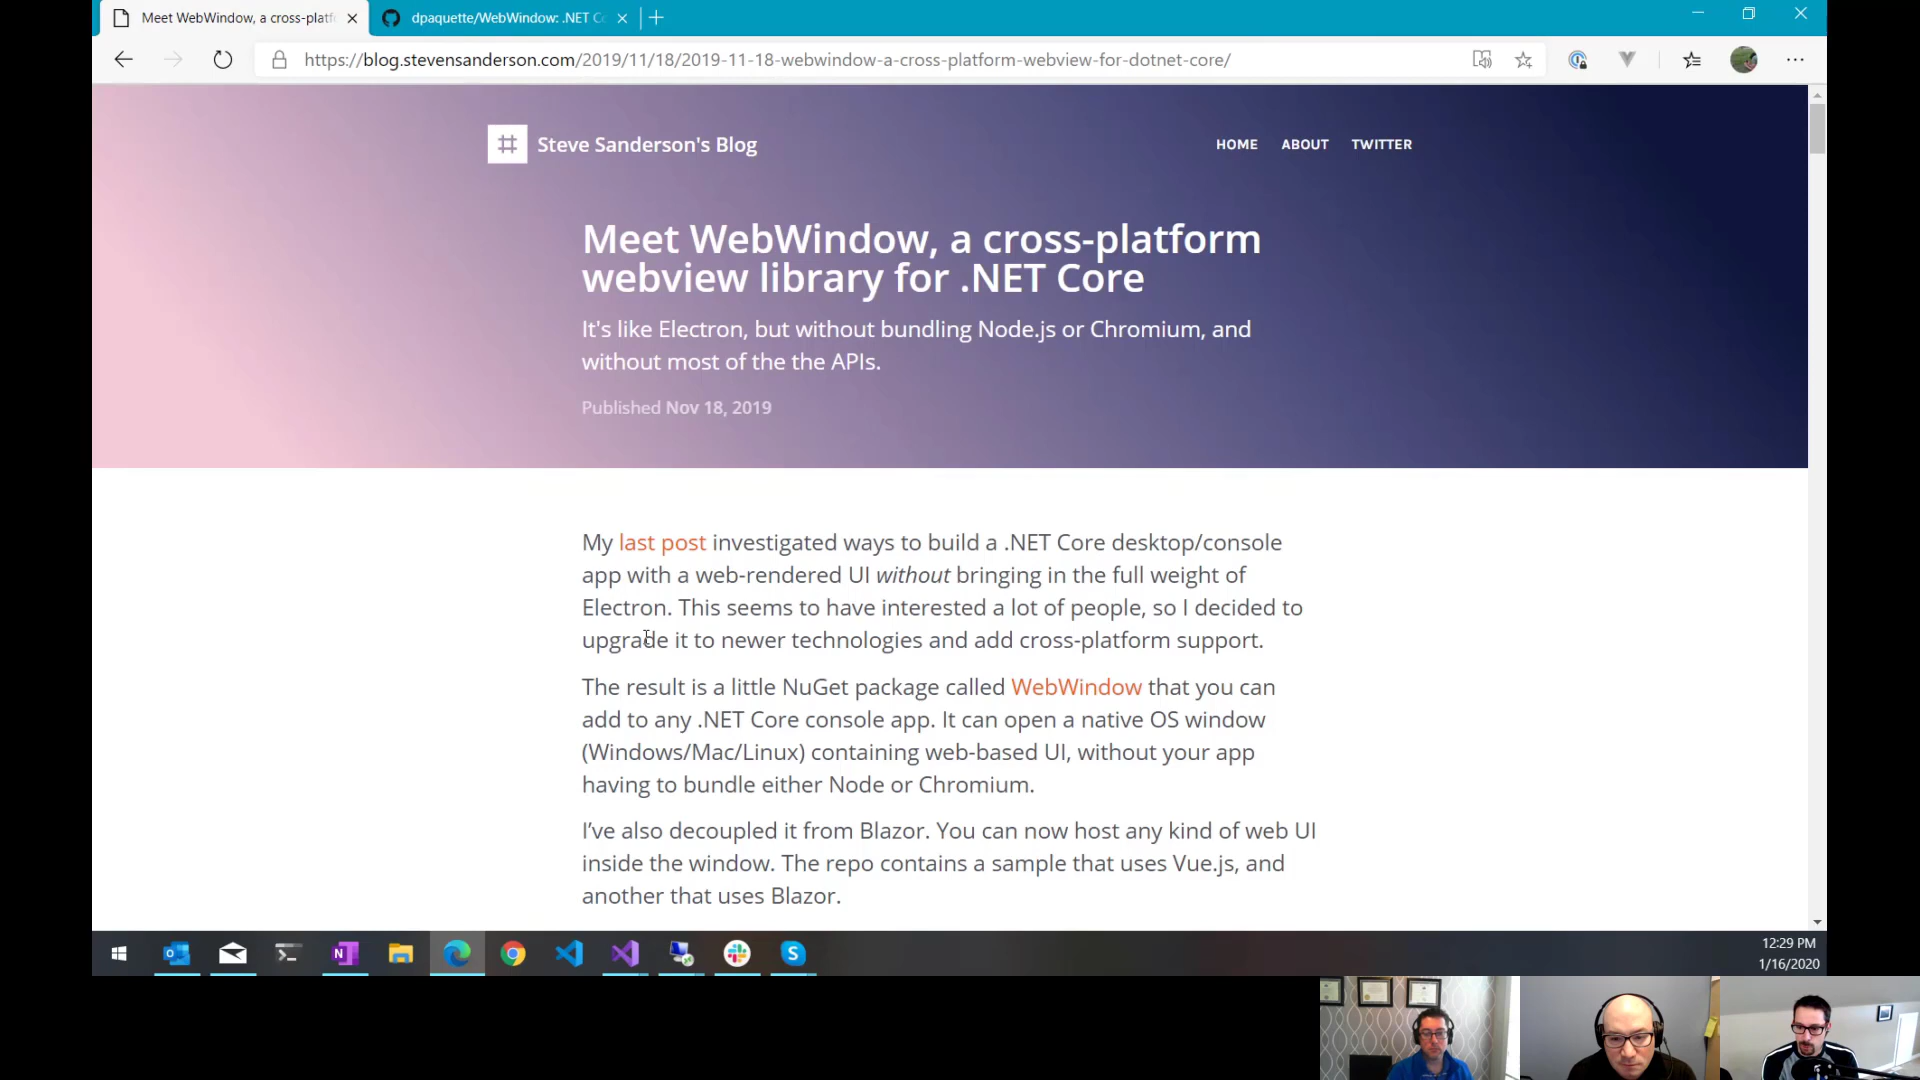 Meet WebWindow, a cross-platf
dpaquette/WebWindow: .NET C
https://blog.stevensanderson.com/2019/11/18/2019-11-18-webwindow-a-cross-platform-webview-for-dotnet-core/
Steve Sanderson's Blog
HOME ABOUT TWITTER
Meet WebWindow, a cross-platform
webview library for .NET Core
It's like Electron, but without bundling Node.js or Chromium, and
without most of the the APIs.
Published Nov 18, 2019
My last post investigated ways to build a .NET Core desktop/console
app with a web-rendered UI without bringing in the full weight of
Electron. This seems to have interested a lot of people, so I decided to
upgrade it to newer technologies and add cross-platform support.
The result is a little NuGet package called WebWindow that you can
add to any .NET Core console app. It can open a native OS window
(Windows/Mac/Linux) containing web-based UI, without your app
having to bundle either Node or Chromium.
I've also decoupled it from Blazor. You can now host any kind of web UI
inside the window. The repo contains a sample that uses Vue.js, and
another that uses Blazor.
12:29 PM
1/16/2020